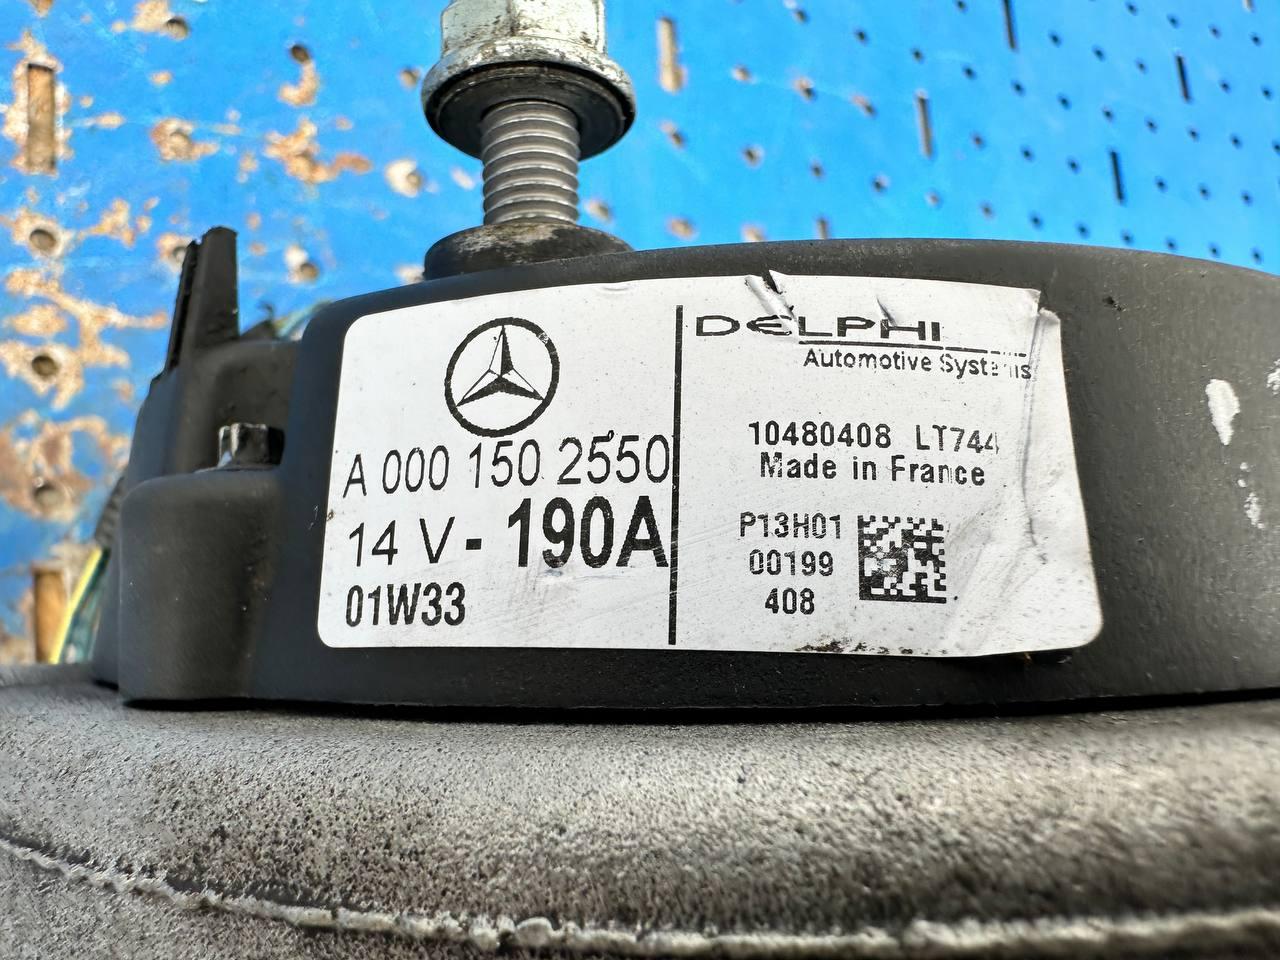 A 000 150 2550
14 V - 190A
01W33
DELPHI
Automotive Systems
10480408 LT744
Made in France
P13H01
00199
408